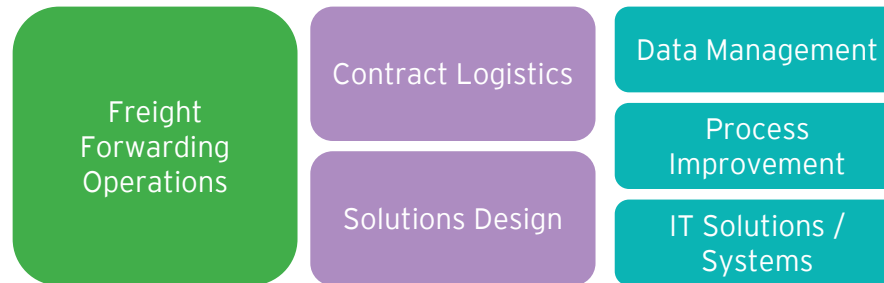 Freight
Forwarding
Operations
Contract Logistics
Solutions Design
Data Management
Process
Improvement
IT Solutions /
Systems